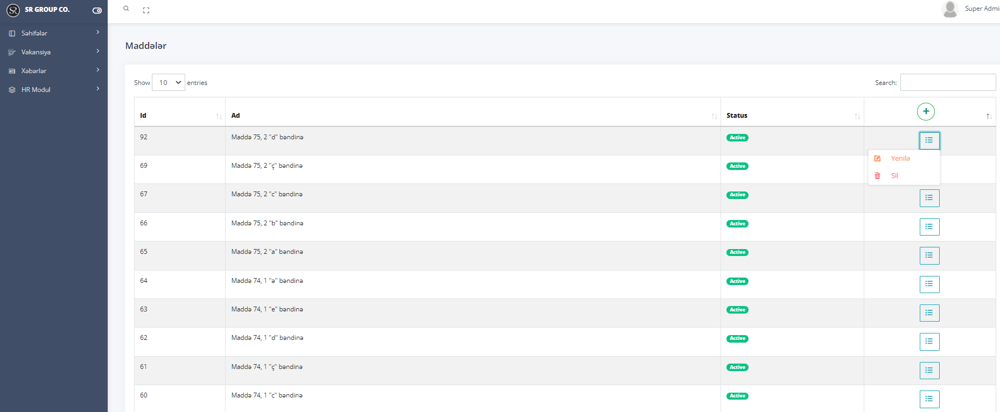 SR GROUP CO.
Super Admi
Səhifələr
Vakansiya
Xəbərlər
HR Modul
Maddələr
Show 10 entries
Search:
Id Ad Status
92 Maddə 75, 2 "d" bəndinə Active
Yenilə
69 Maddə 75, 2 "ç" bəndinə Active
Sil
67 Maddə 75, 2 "c" bəndinə Active
66 Maddə 75, 2 "b" bəndinə Active
65 Maddə 75, 2 "a" bəndinə Active
64 Maddə 74, 1 "ə" bəndinə Active
63 Maddə 74, 1 "e" bəndinə Active
62 Maddə 74, 1 "d" bəndinə Active
61 Maddə 74, 1 "ç" bəndinə Active
60 Maddə 74, 1 "c" bəndinə Active